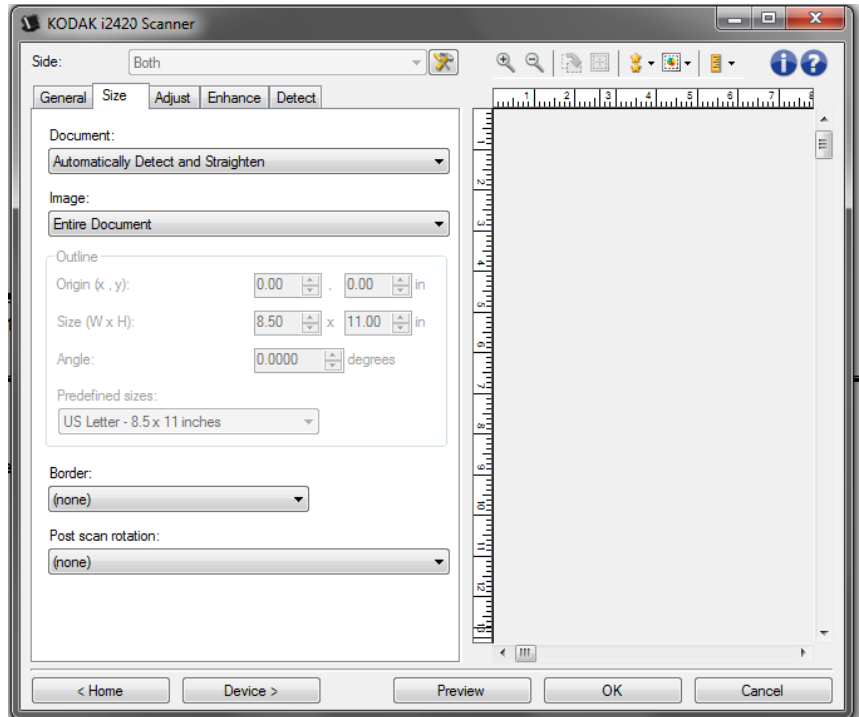 KODAK i2420 Scanner
Side: Both
General Size Adjust Enhance Detect
1 2 3 4 5 6 7 8
Document:
Automatically Detect and Straighten
Image:
Entire Document
Outline
Origin (x , y): 0.00 , 0.00 in
Size (W x H): 8.50 x 11.00 in
Angle: 0.0000 degrees
Predefined sizes:
US Letter - 8.5 x 11 inches
Border:
(none)
Post scan rotation:
(none)
1
2
3
4
5
6
7
8
9
10
11
12
13
< Home Device > Preview OK Cancel